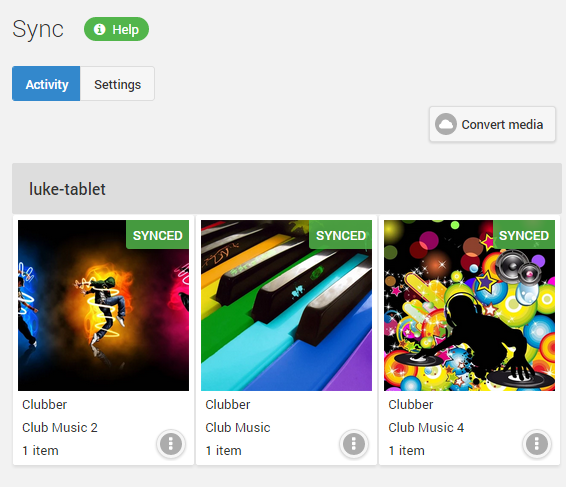 Sync
Help
Activity
Settings
Convert media
luke-tablet
SYNCED
SYNCED
SYNCED
Clubber
Club Music 2
1 item
Clubber
Club Music
1 item
Clubber
Club Music 4
1 item